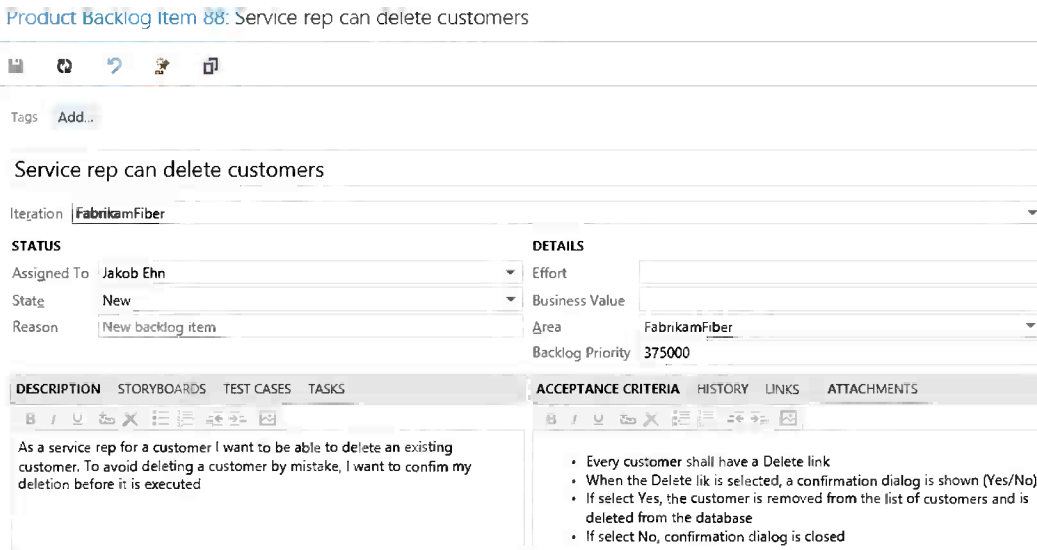 Product Backlog Item 88: Service rep can delete customers
Tags Add...
Service rep can delete customers
Iteration FabrikamFiber
STATUS
Assigned To Jakob Ehn
State New
Reason New backlog item
DETAILS
Effort
Business Value
Area FabrikamFiber
Backlog Priority 375000
DESCRIPTION STORYBOARDS TEST CASES TASKS
B I U
As a service rep for a customer I want to be able to delete an existing
customer. To avoid deleting a customer by mistake, I want to confim my
deletion before it is executed
ACCEPTANCE CRITERIA HISTORY LINKS ATTACHMENTS
B I U
• Every customer shall have a Delete link
• When the Delete lik is selected, a confirmation dialog is shown (Yes/No)
• If select Yes, the customer is removed from the list of customers and is
deleted from the database
• If select No, confirmation dialog is closed